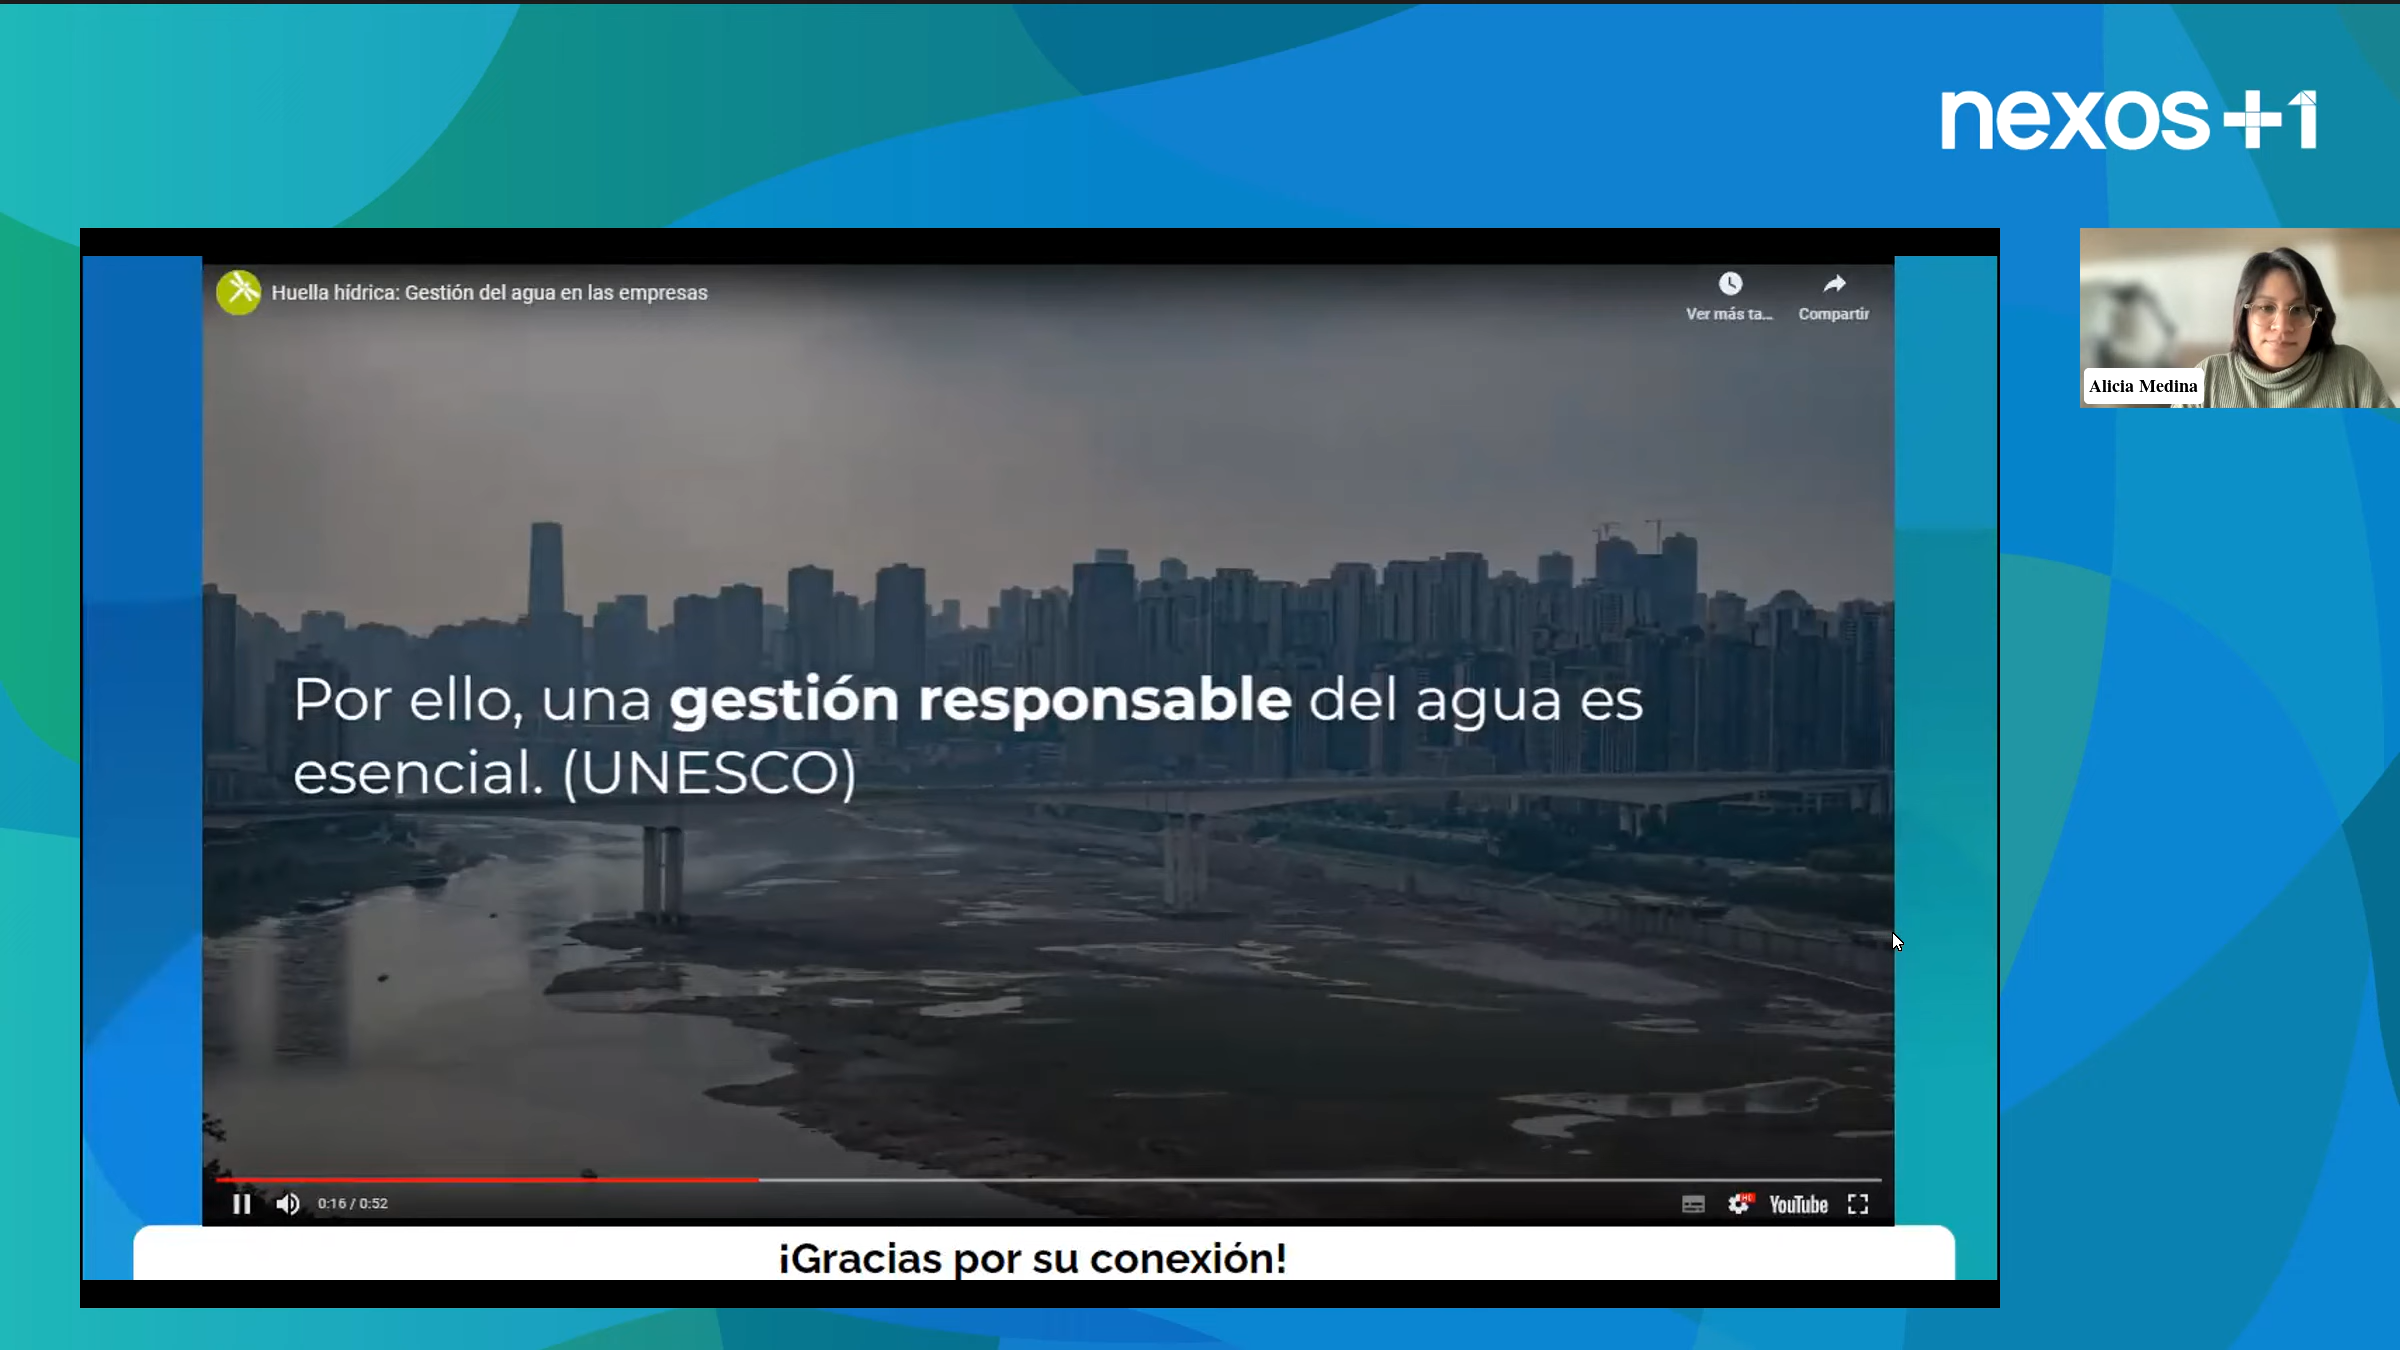 nexos+1
Huella hídrica: Gestión del agua en las empresas
Ver más ta...
Compartir
Alicia Medina
Por ello, una gestión responsable del agua es
esencial. (UNESCO)
0:16 / 0:52
HD
YouTube
¡Gracias por su conexión!